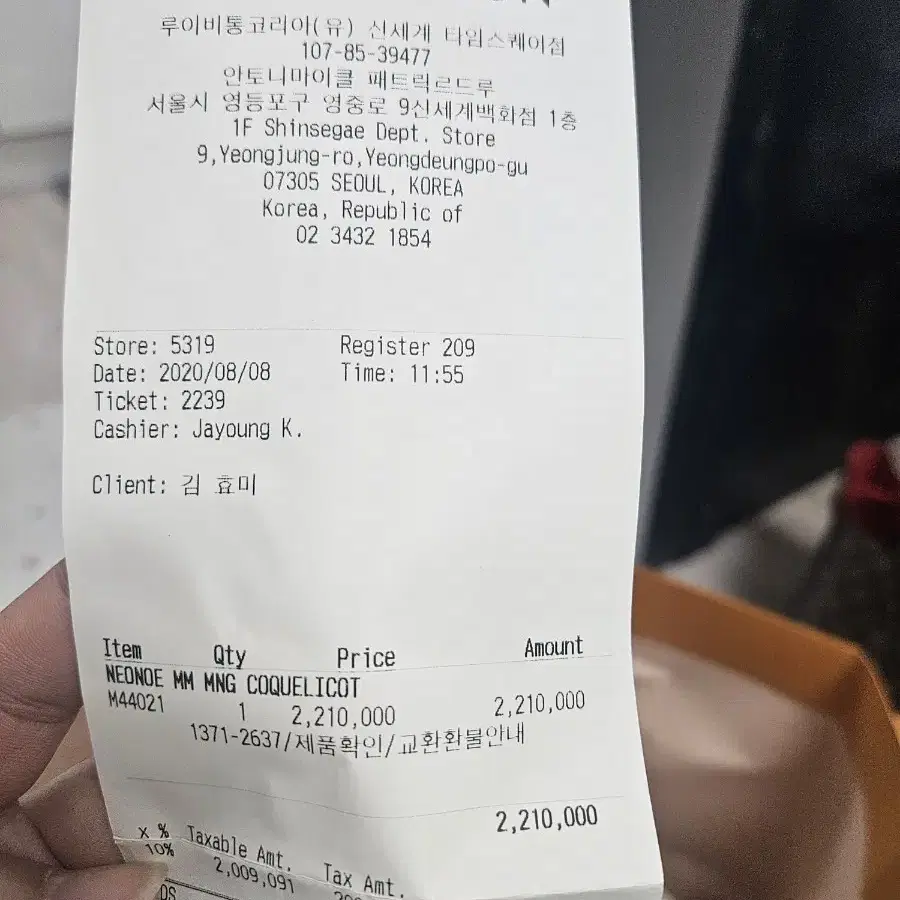 루이비통코리아(유) 신세계 타임스퀘어점
107-85-39477
안토니마이클 패트릭르드루
서울시 영등포구 영중로 9신세계백화점 1층
1F Shinsegae Dept. Store
9,Yeongjung-ro,Yeongdeungpo-gu
07305 SEOUL, KOREA
Korea, Republic of
02 3432 1854
Store: 5319 Register 209
Date: 2020/08/08 Time: 11:55
Ticket: 2239
Cashier: Jayoung K.
Client: 김 효미
Item Qty Price Amount
NEONOE MM MNG COQUELICOT
M44021 1 2,210,000 2,210,000
1371-2637/제품확인/교환환불안내
2,210,000
x % Taxable Amt. Tax Amt.
10% 2,009,091